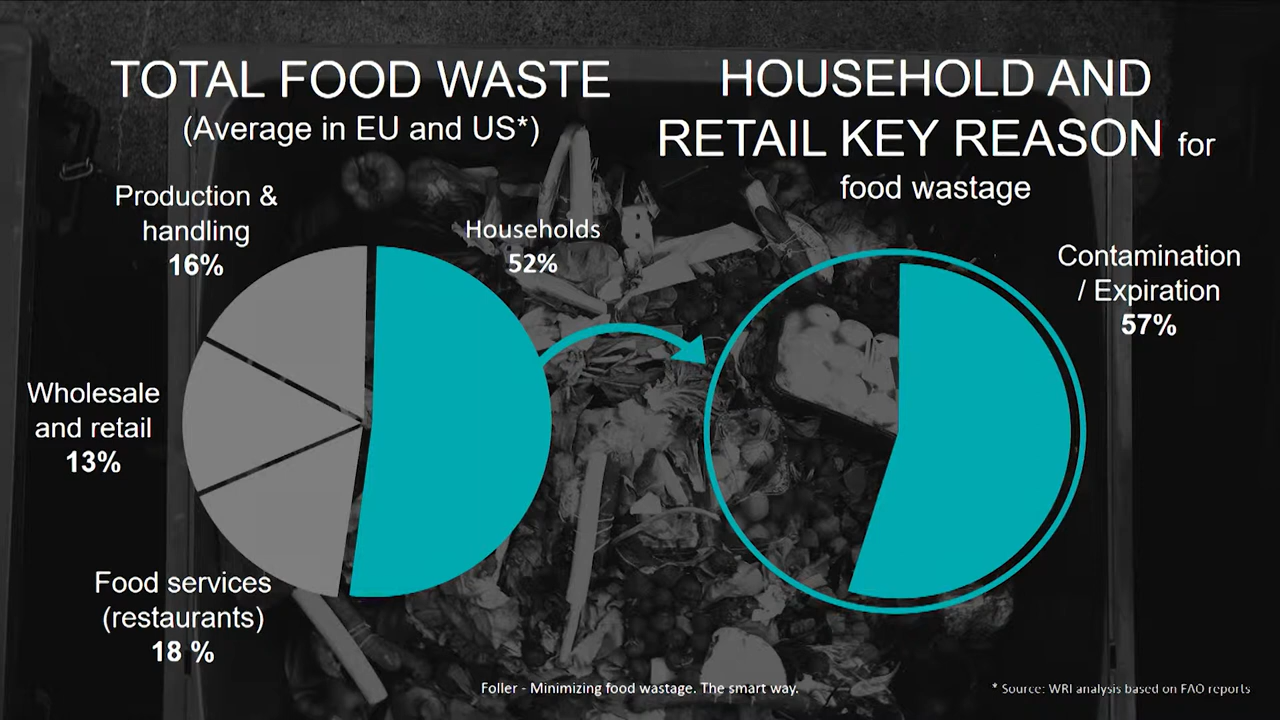 TOTAL FOOD WASTE
(Average in EU and US*)
Production &
handling
16%
Households
52%
Wholesale
and retail
13%
Food services
(restaurants)
18 %
HOUSEHOLD AND
RETAIL KEY REASON for
food wastage
Contamination
/ Expiration
57%
Foller - Minimizing food wastage. The smart way.
* Source: WRI analysis based on FAO reports